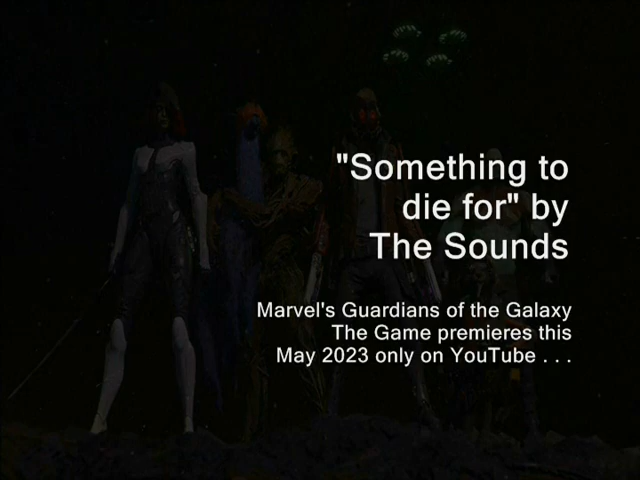 "Something to
die for" by
The Sounds
Marvel's Guardians of the Galaxy
The Game premieres this
May 2023 only on YouTube . . .